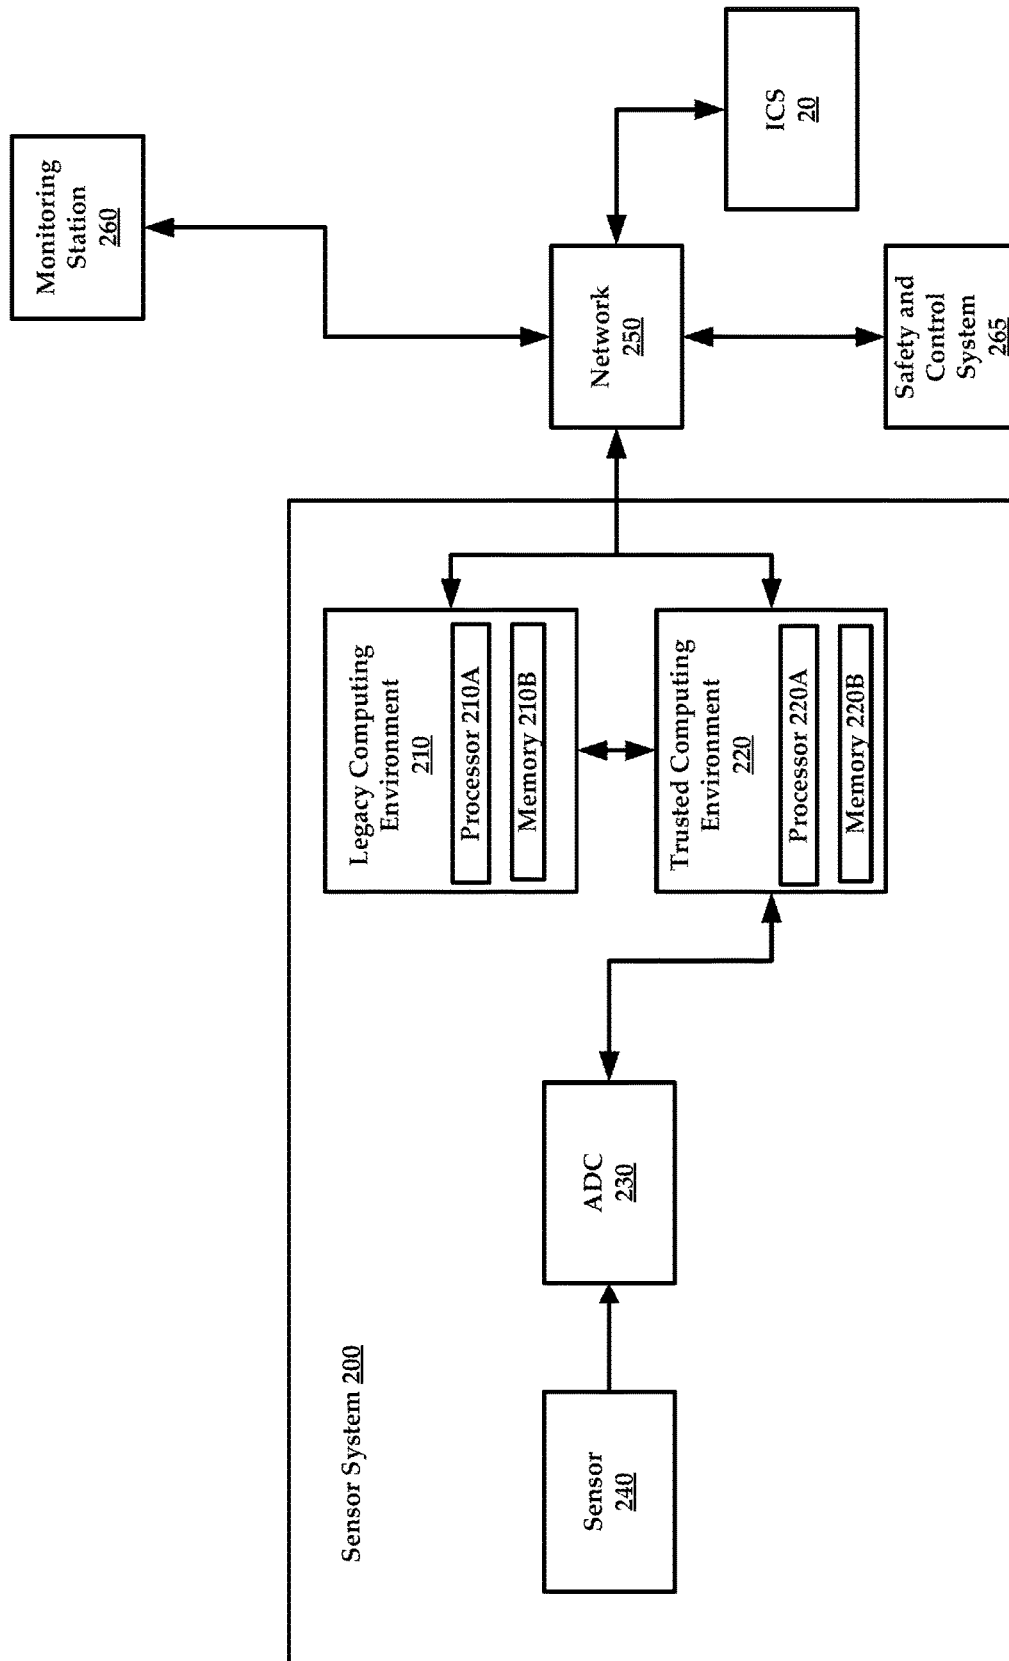 Sensor System 200
Sensor
240
ADC
230
Legacy Computing
Environment
210
Processor 210A
Memory 210B
Trusted Computing
Environment
220
Processor 220A
Memory 220B
Network
250
Monitoring
Station
260
ICS
20
Safety and
Control
System
265